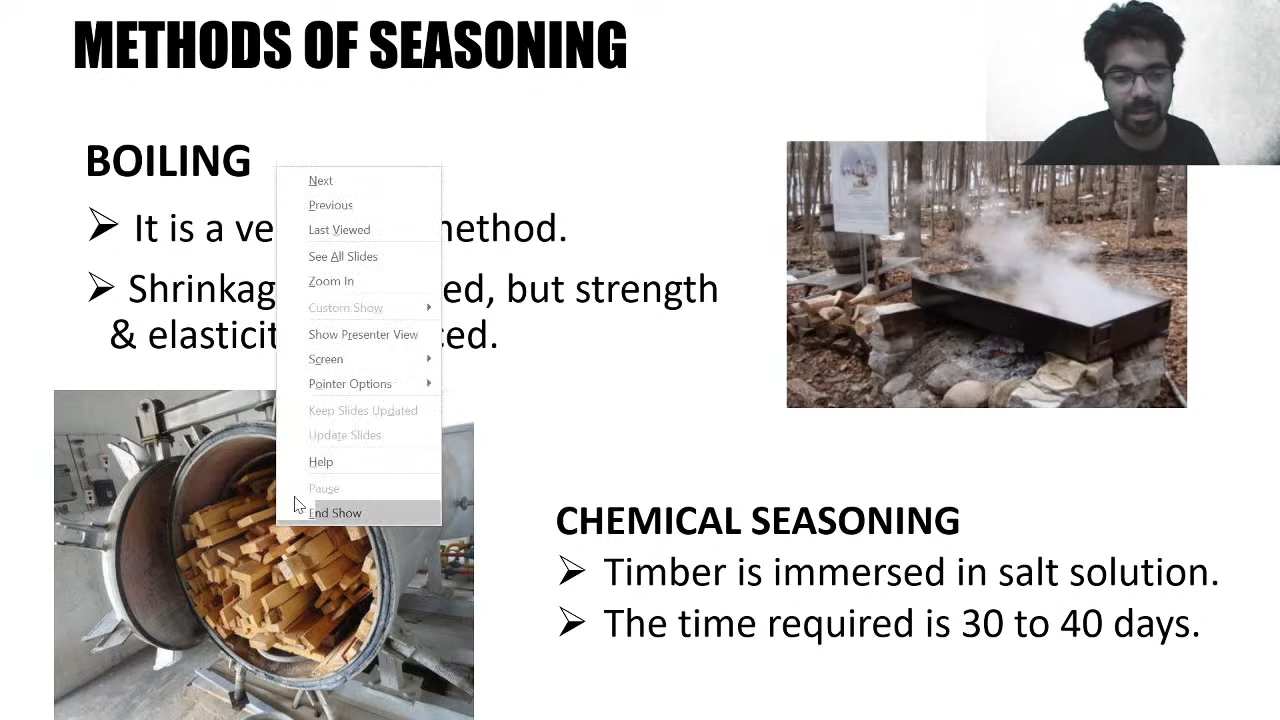 METHODS OF SEASONING
BOILING
It is a ve ethod.
Shrinkag ed, but strength
& elasticit ced.
Next
Previous
Last Viewed
See All Slides
Zoom In
Custom Show
Show Presenter View
Screen
Pointer Options
Keep Slides Updated
Update Slides
Help
Pause
End Show
CHEMICAL SEASONING
Timber is immersed in salt solution.
The time required is 30 to 40 days.